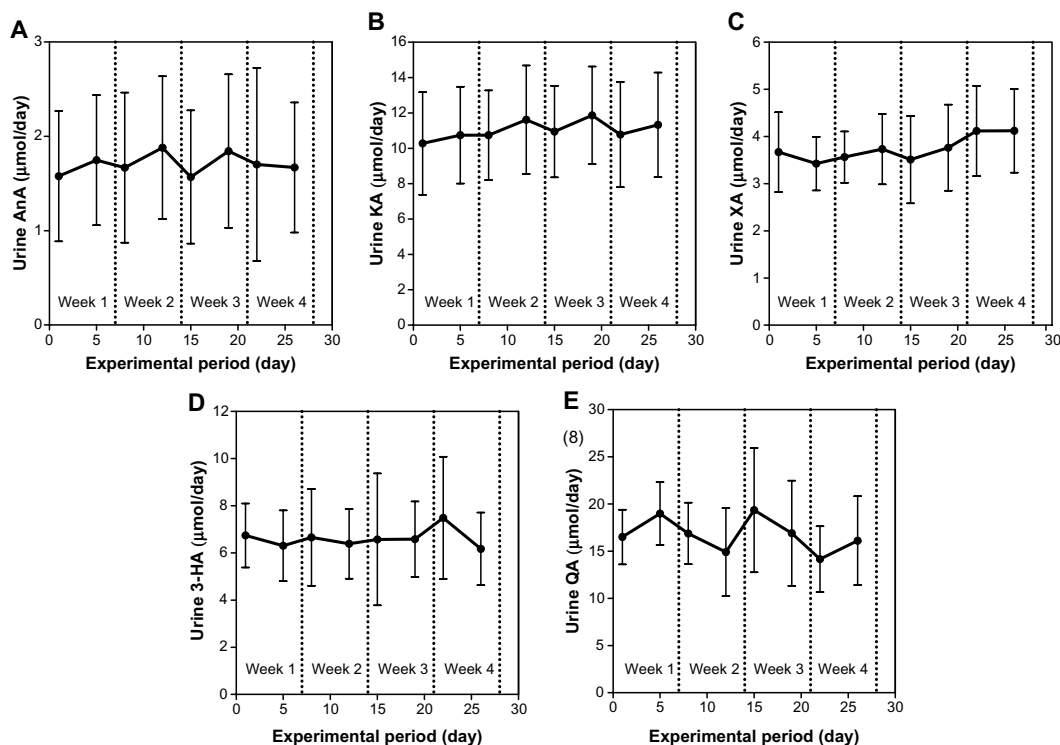 A
3
2
1
0
Urine AnA (μmol/day)
Week 1 Week 2 Week 3 Week 4
0 5 10 15 20 25 30
Experimental period (day)
B
16
14
12
10
8
6
4
2
0
Urine KA (μmol/day)
Week 1 Week 2 Week 3 Week 4
0 5 10 15 20 25 30
Experimental period (day)
C
6
5
4
3
2
1
0
Urine XA (μmol/day)
Week 1 Week 2 Week 3 Week 4
0 5 10 15 20 25 30
Experimental period (day)
D
12
10
8
6
4
2
0
Urine 3-HA (μmol/day)
Week 1 Week 2 Week 3 Week 4
0 5 10 15 20 25 30
Experimental period (day)
E
(8)
30
25
20
15
10
5
0
Urine QA (μmol/day)
Week 1 Week 2 Week 3 Week 4
0 5 10 15 20 25 30
Experimental period (day)